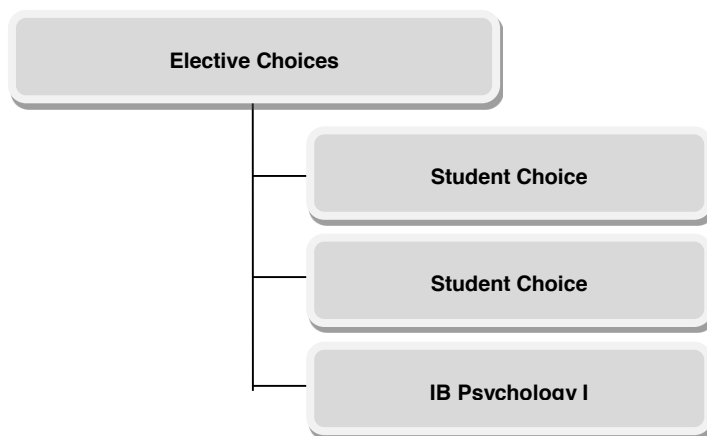 Elective Choices
Student Choice
Student Choice
IB Psychology I